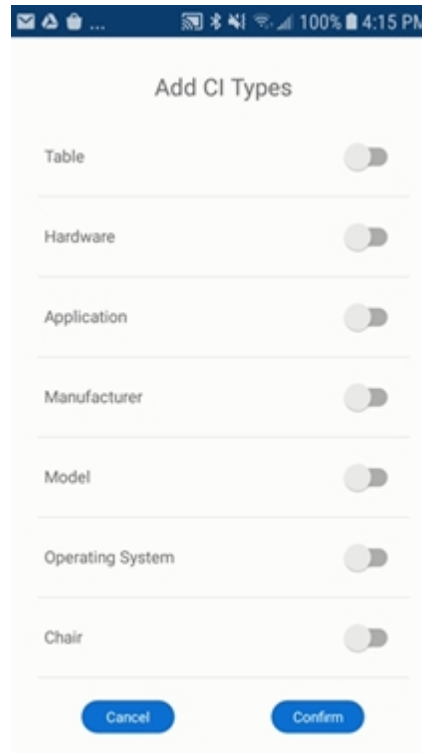 ... 100% 4:15 PM
Add CI Types
Table
Hardware
Application
Manufacturer
Model
Operating System
Chair
Cancel Confirm